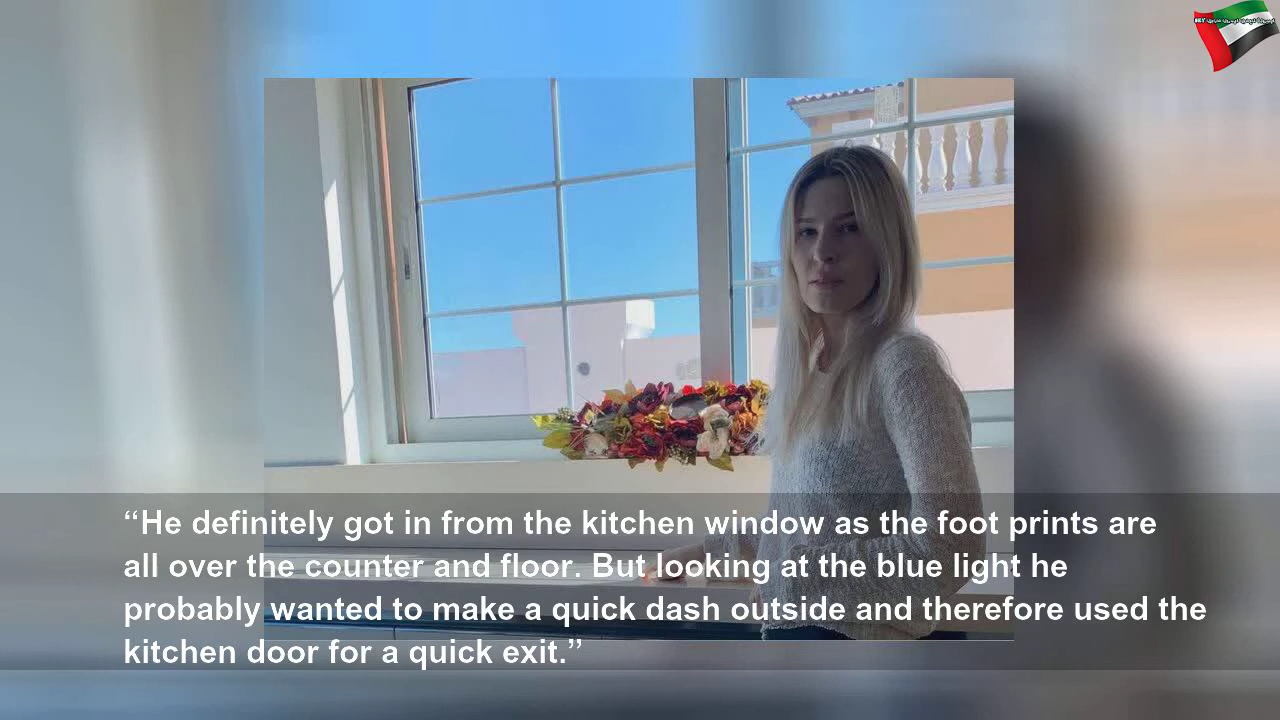 “He definitely got in from the kitchen window as the foot prints are
all over the counter and floor. But looking at the blue light he
probably wanted to make a quick dash outside and therefore used the
kitchen door for a quick exit.”